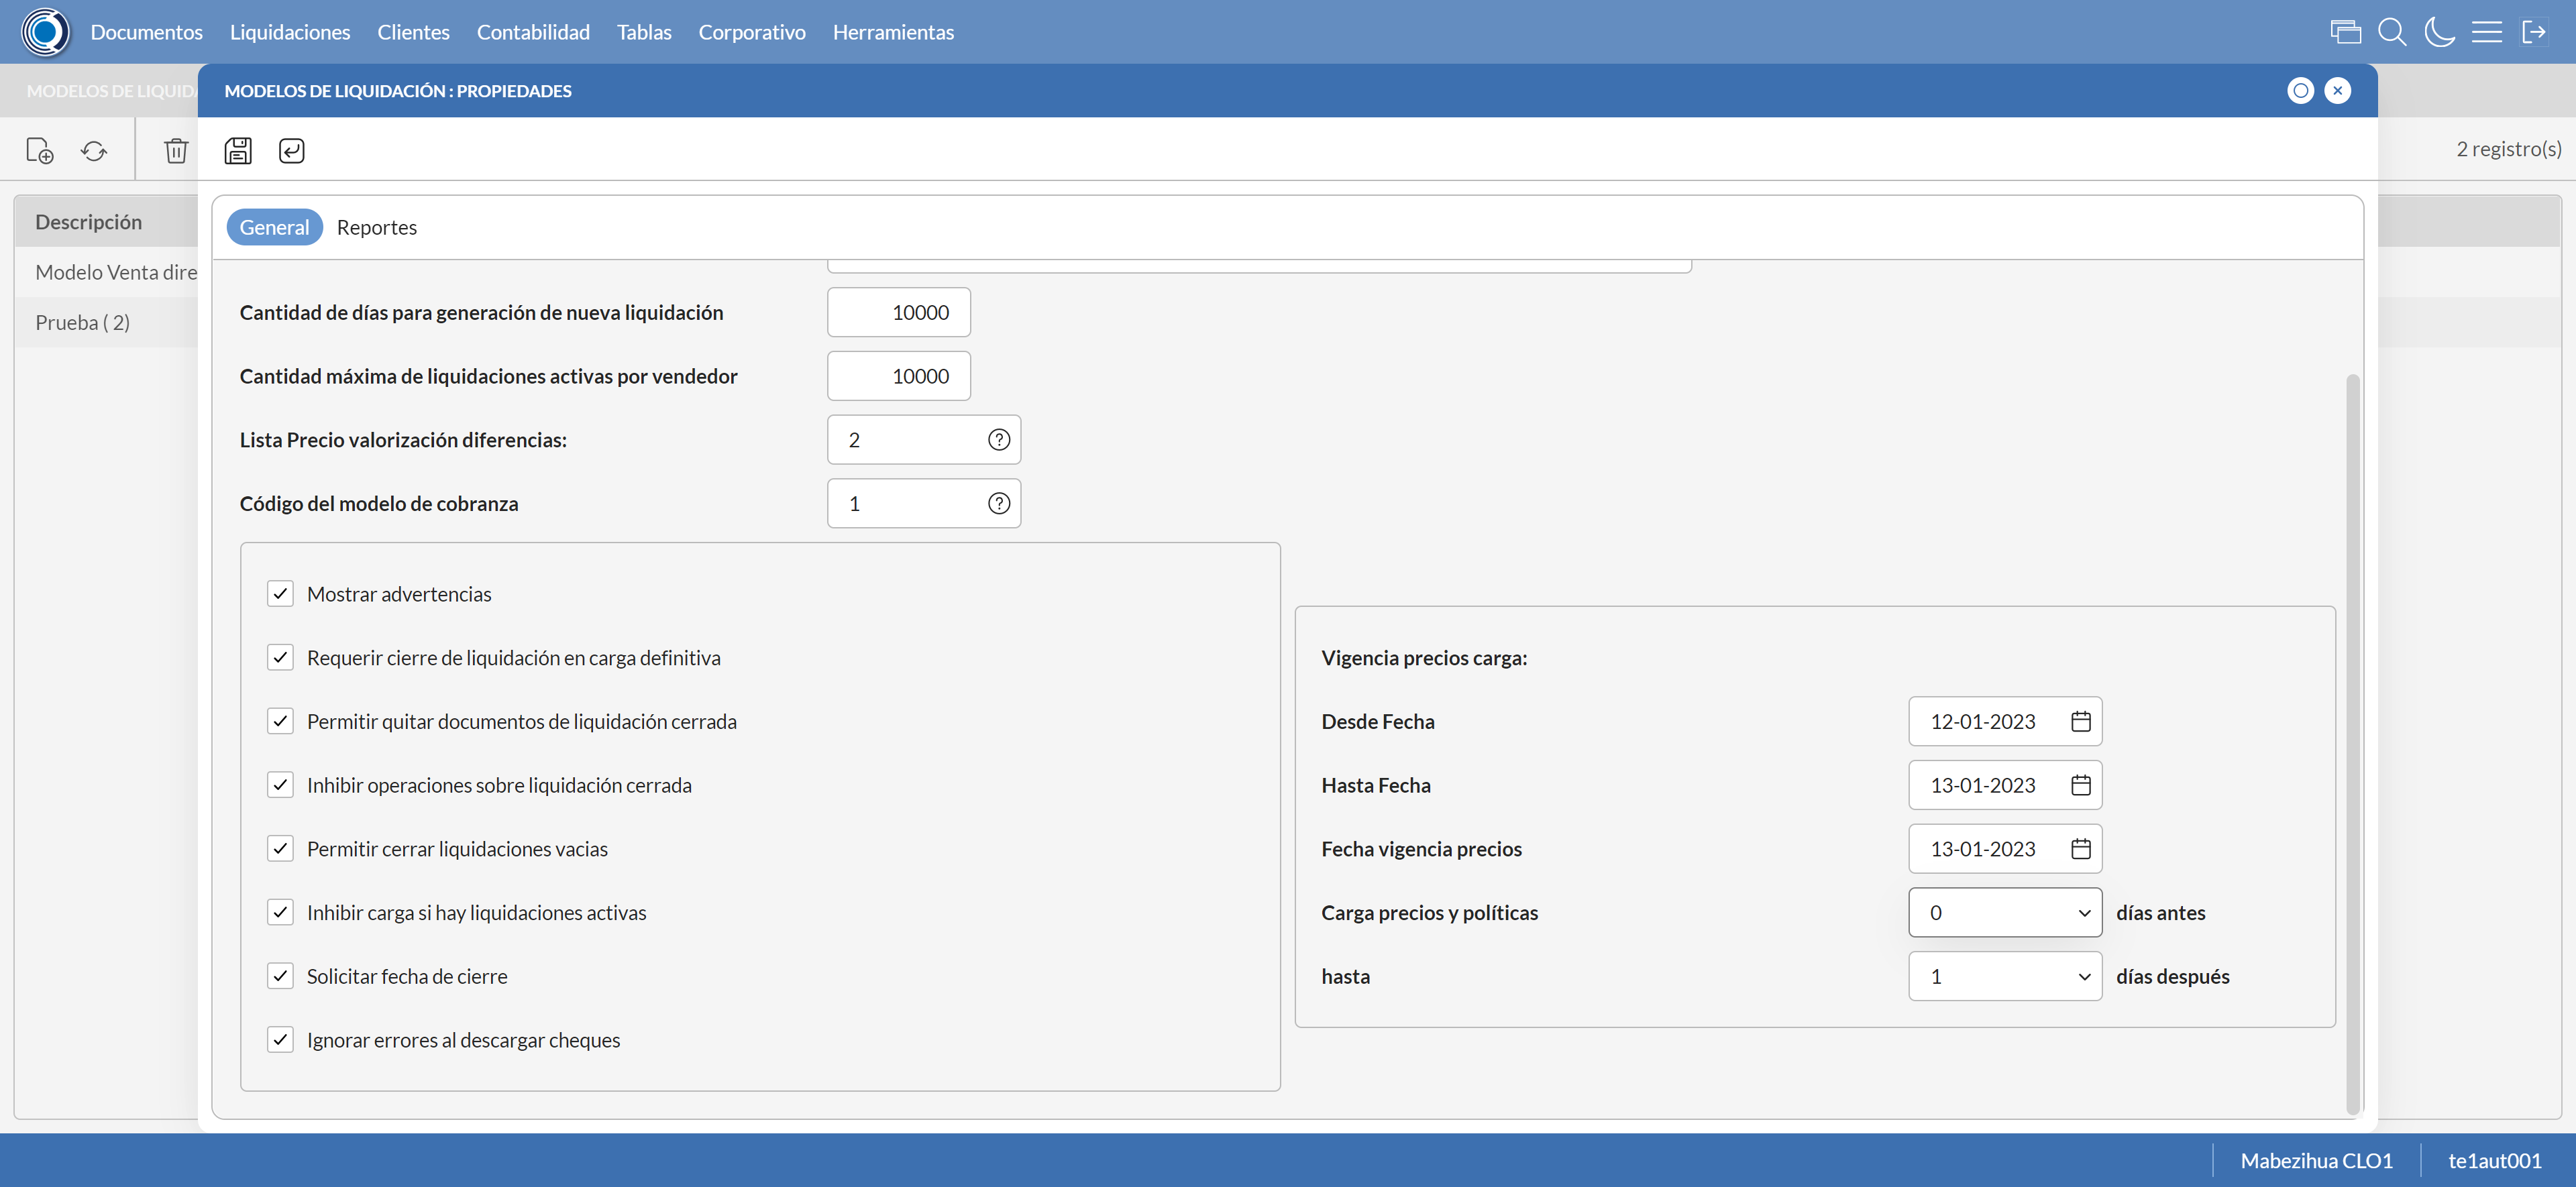 Documentos Liquidaciones Clientes Contabilidad Tablas Corporativo Herramientas
MODELOS DE LIQUIDA
MODELOS DE LIQUIDACIÓN : PROPIEDADES
2 registro(s)
General Reportes
Descripción
Modelo Venta dire
Prueba ( 2)
Cantidad de días para generación de nueva liquidación 10000
Cantidad máxima de liquidaciones activas por vendedor 10000
Lista Precio valorización diferencias: 2
Código del modelo de cobranza 1
Mostrar advertencias
Requerir cierre de liquidación en carga definitiva
Permitir quitar documentos de liquidación cerrada
Inhibir operaciones sobre liquidación cerrada
Permitir cerrar liquidaciones vacias
Inhibir carga si hay liquidaciones activas
Solicitar fecha de cierre
Ignorar errores al descargar cheques
Vigencia precios carga:
Desde Fecha 12-01-2023
Hasta Fecha 13-01-2023
Fecha vigencia precios 13-01-2023
Carga precios y políticas 0 días antes
hasta 1 días después
Mabezihua CLO1 te1aut001